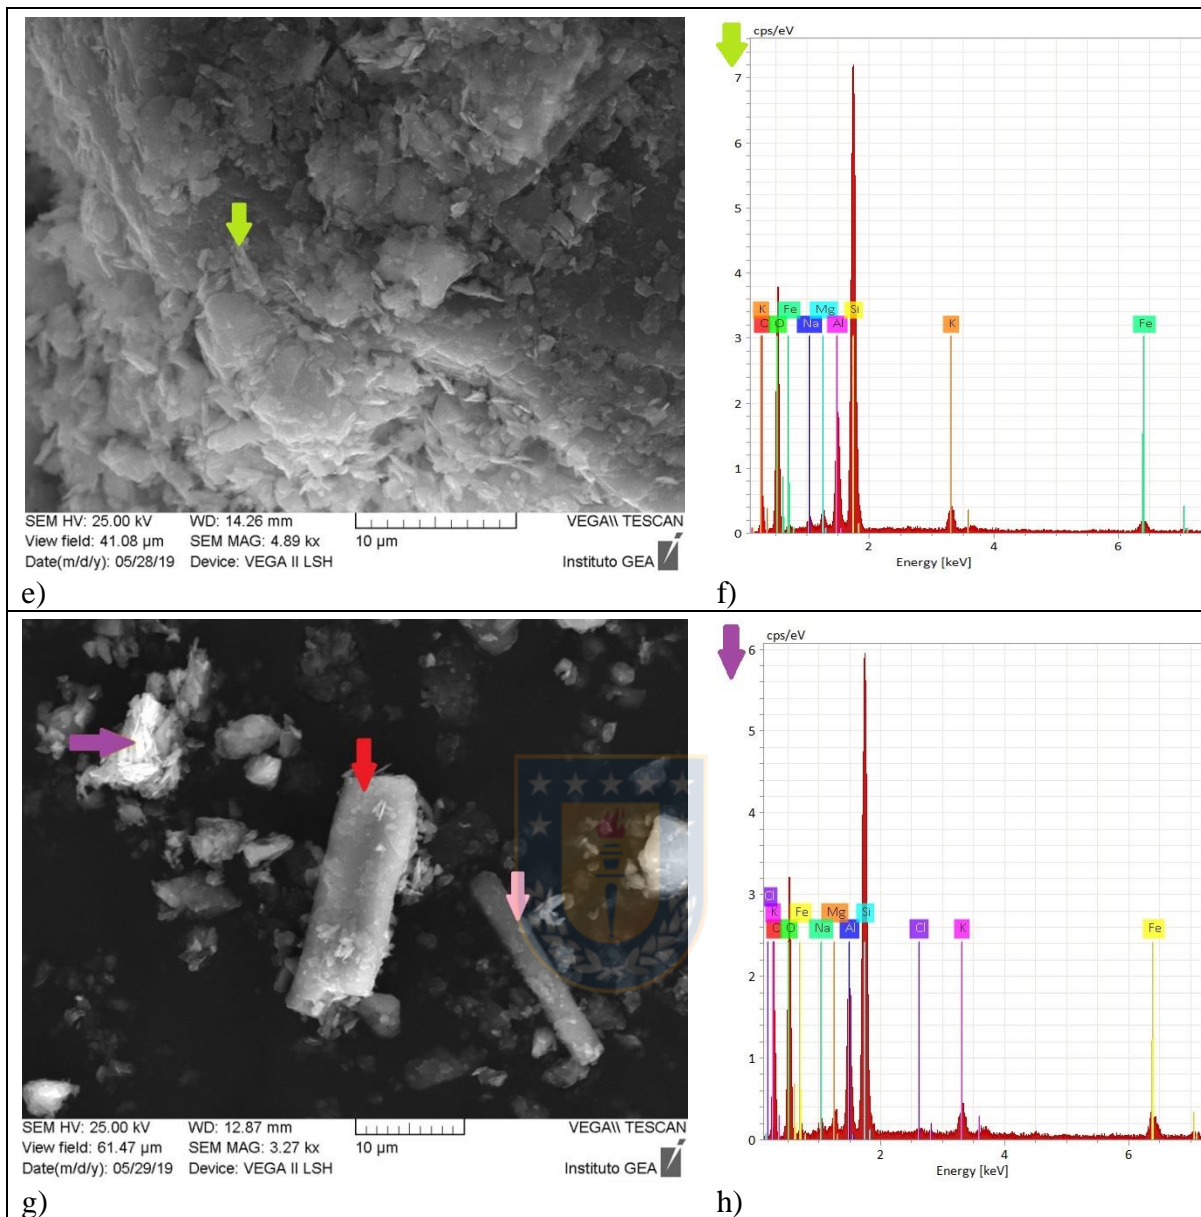 SEM HV: 25.00 kV WD: 14.26 mm VEGA\\ TESCAN
View field: 41.08 µm SEM MAG: 4.89 kx 10 µm
Date(m/d/y): 05/28/19 Device: VEGA II LSH Instituto GEA
e)
cps/eV
7
6
5
4
K Fe Mg Si
C O Na Al K Fe
3
2
1
0
2 4 6
Energy [keV]
f)
SEM HV: 25.00 kV WD: 12.87 mm VEGA\\ TESCAN
View field: 61.47 µm SEM MAG: 3.27 kx 10 µm
Date(m/d/y): 05/29/19 Device: VEGA II LSH Instituto GEA
g)
cps/eV
6
5
4
3
Cl
K Fe Mg Si
C O Na Al Cl K Fe
2
1
0
2 4 6
Energy [keV]
h)